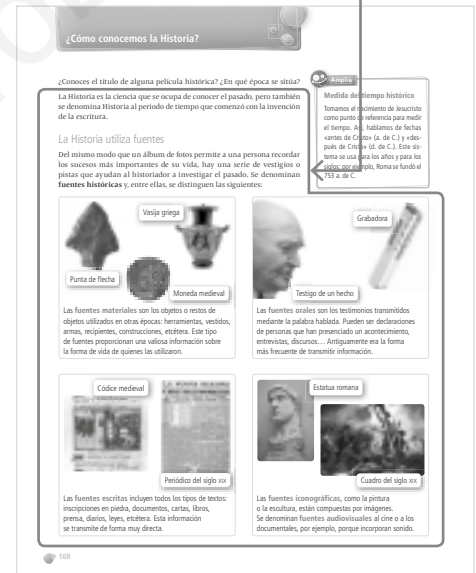 ¿Cómo conocemos la Historia?
¿Conoces el título de alguna película histórica? ¿En qué época se sitúa?
La Historia es la ciencia que se ocupa de conocer el pasado, pero también
se denomina Historia al periodo de tiempo que comenzó con la invención
de la escritura.
La Historia utiliza fuentes
Del mismo modo que un álbum de fotos permite a una persona recordar
los sucesos más importantes de su vida, hay una serie de vestigios o
pistas que ayudan al historiador a investigar el pasado. Se denominan
fuentes históricas y, entre ellas, se distinguen las siguientes:
Amplía
Medida del tiempo histórico
Tomamos el nacimiento de Jesucristo
como punto de referencia para medir
el tiempo. Así, hablamos de fechas
«antes de Cristo» (a. de C.) y «des-
pués de Cristo» (d. de C.). Este sis-
tema se usa para los años y para los
siglos; por ejemplo, Roma se fundó el
753 a. de C.
Vasija griega
Punta de flecha
Moneda medieval
Las fuentes materiales son los objetos o restos de
objetos utilizados en otras épocas: herramientas, vestidos,
armas, recipientes, construcciones, etcétera. Este tipo
de fuentes proporcionan una valiosa información sobre
la forma de vida de quienes las utilizaron.
Grabadora
Testigo de un hecho
Las fuentes orales son los testimonios transmitidos
mediante la palabra hablada. Pueden ser declaraciones
de personas que han presenciado un acontecimiento,
entrevistas, discursos... Antiguamente era la forma
más frecuente de transmitir información.
Códice medieval
Periódico del siglo XIX
Las fuentes escritas incluyen todos los tipos de textos:
inscripciones en piedra, documentos, cartas, libros,
prensa, diarios, leyes, etcétera. Esta información
se transmite de forma muy directa.
Estatua romana
Cuadro del siglo XIX
Las fuentes iconográficas, como la pintura
o la escultura, están compuestas por imágenes.
Se denominan fuentes audiovisuales al cine o a los
documentales, por ejemplo, porque incorporan sonido.
168